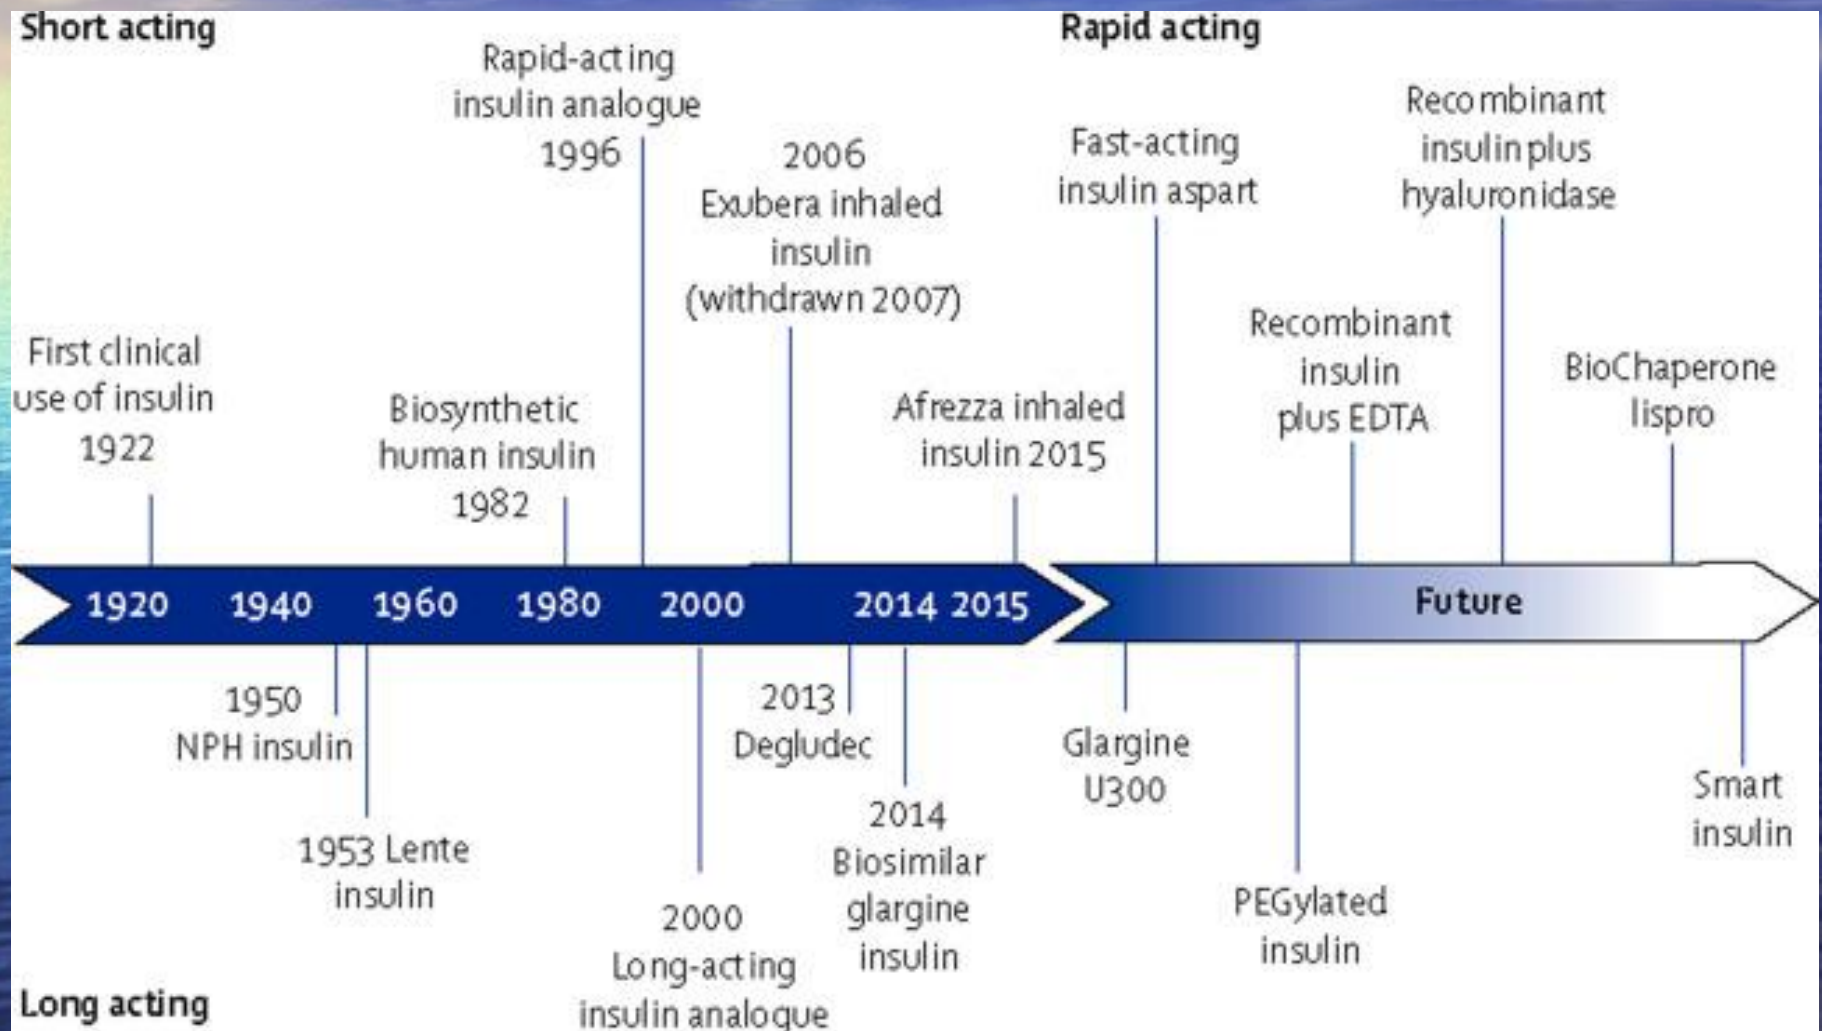 Short acting
Rapid acting
Rapid-acting
insulin analogue
1996
2006
Exubera inhaled
insulin
(withdrawn 2007)
First clinical
use of insulin
1922
Biosynthetic
human insulin
1982
Afrezza inhaled
insulin 2015
Fast-acting
insulin aspart
Recombinant
insulin
plus EDTA
Recombinant
insulin plus
hyaluronidase
BioChaperone
lispro
1920 1940 1960 1980 2000 2014 2015 Future
1950
NPH insulin
1953 Lente
insulin
2000
Long-acting
insulin analogue
2013
Degludec
2014
Biosimilar
glargine
insulin
Glargine
U300
PEGylated
insulin
Smart
insulin
Long acting